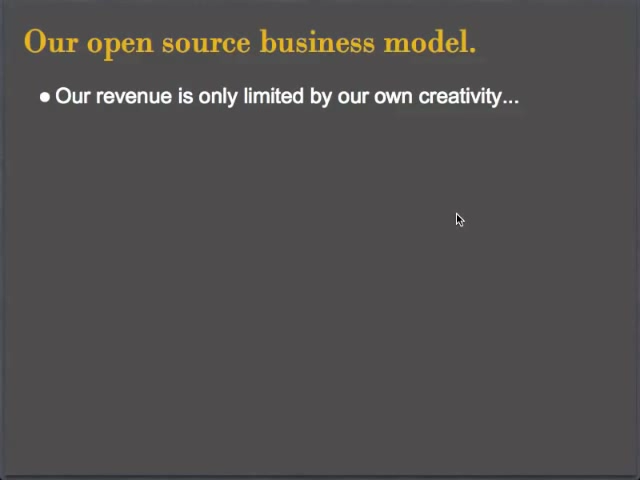 Our open source business model.
● Our revenue is only limited by our own creativity...